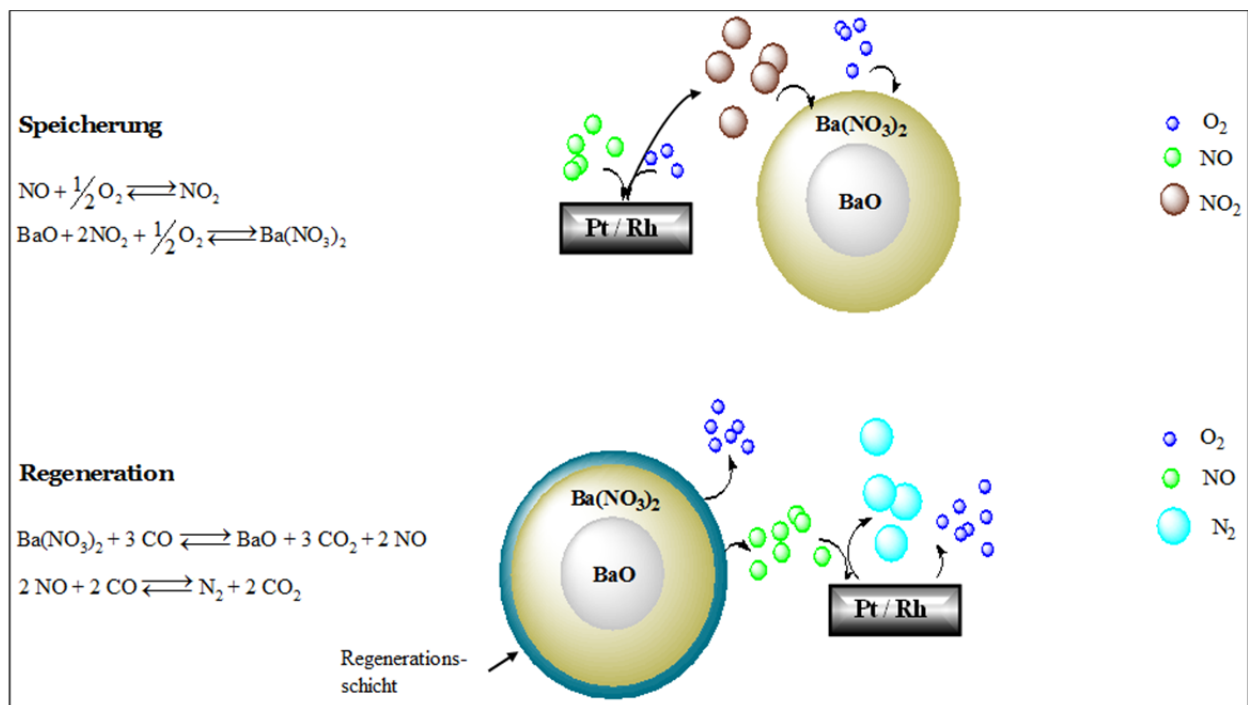 Speicherung
NO + 1/2 O₂ ⇌ NO₂
BaO + 2NO₂ + 1/2 O₂ ⇌ Ba(NO₃)₂
Pt / Rh
Ba(NO₃)₂
BaO
O₂
NO
NO₂
Regeneration
Ba(NO₃)₂ + 3 CO ⇌ BaO + 3 CO₂ + 2 NO
2 NO + 2 CO ⇌ N₂ + 2 CO₂
Regenerations-
schicht
Ba(NO₃)₂
BaO
Pt / Rh
O₂
NO
N₂